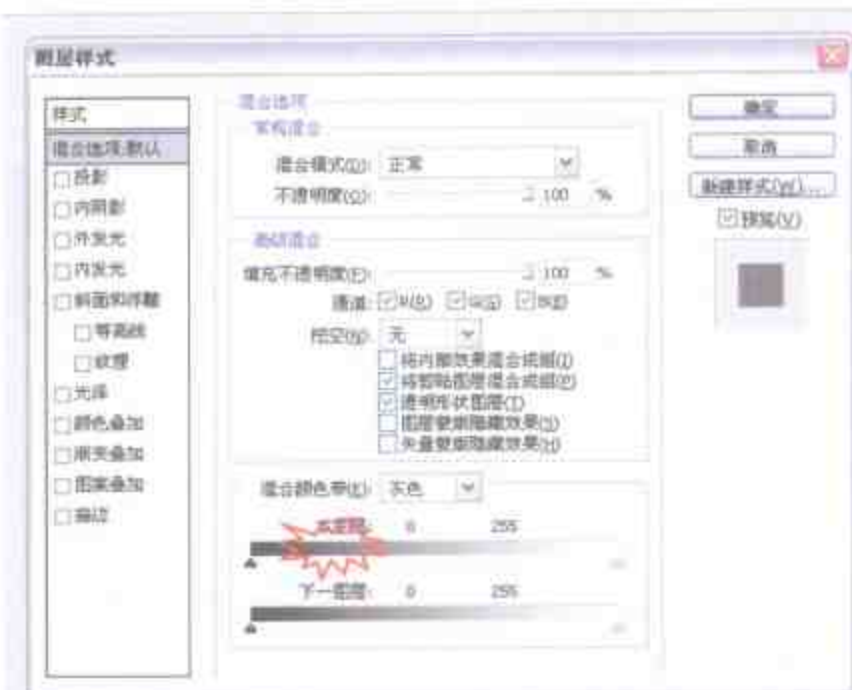 图层样式
样式
混合选项:默认
投影
内阴影
外发光
内发光
斜面和浮雕
等高线
纹理
光泽
颜色叠加
渐变叠加
图案叠加
描边
混合选项
常规混合
混合模式(D): 正常
不透明度(O): 100 %
高级混合
填充不透明度(F): 100 %
通道: R(R) G(G) B(B)
挖空(N): 无
将内部效果混合成组(I)
将剪贴图层混合成组(P)
透明形状图层(T)
图层蒙版隐藏效果(S)
矢量蒙版隐藏效果(H)
混合颜色带(E): 灰色
本图层: 0 255
下一图层: 0 255
确定
取消
新建样式(W)...
预览(V)